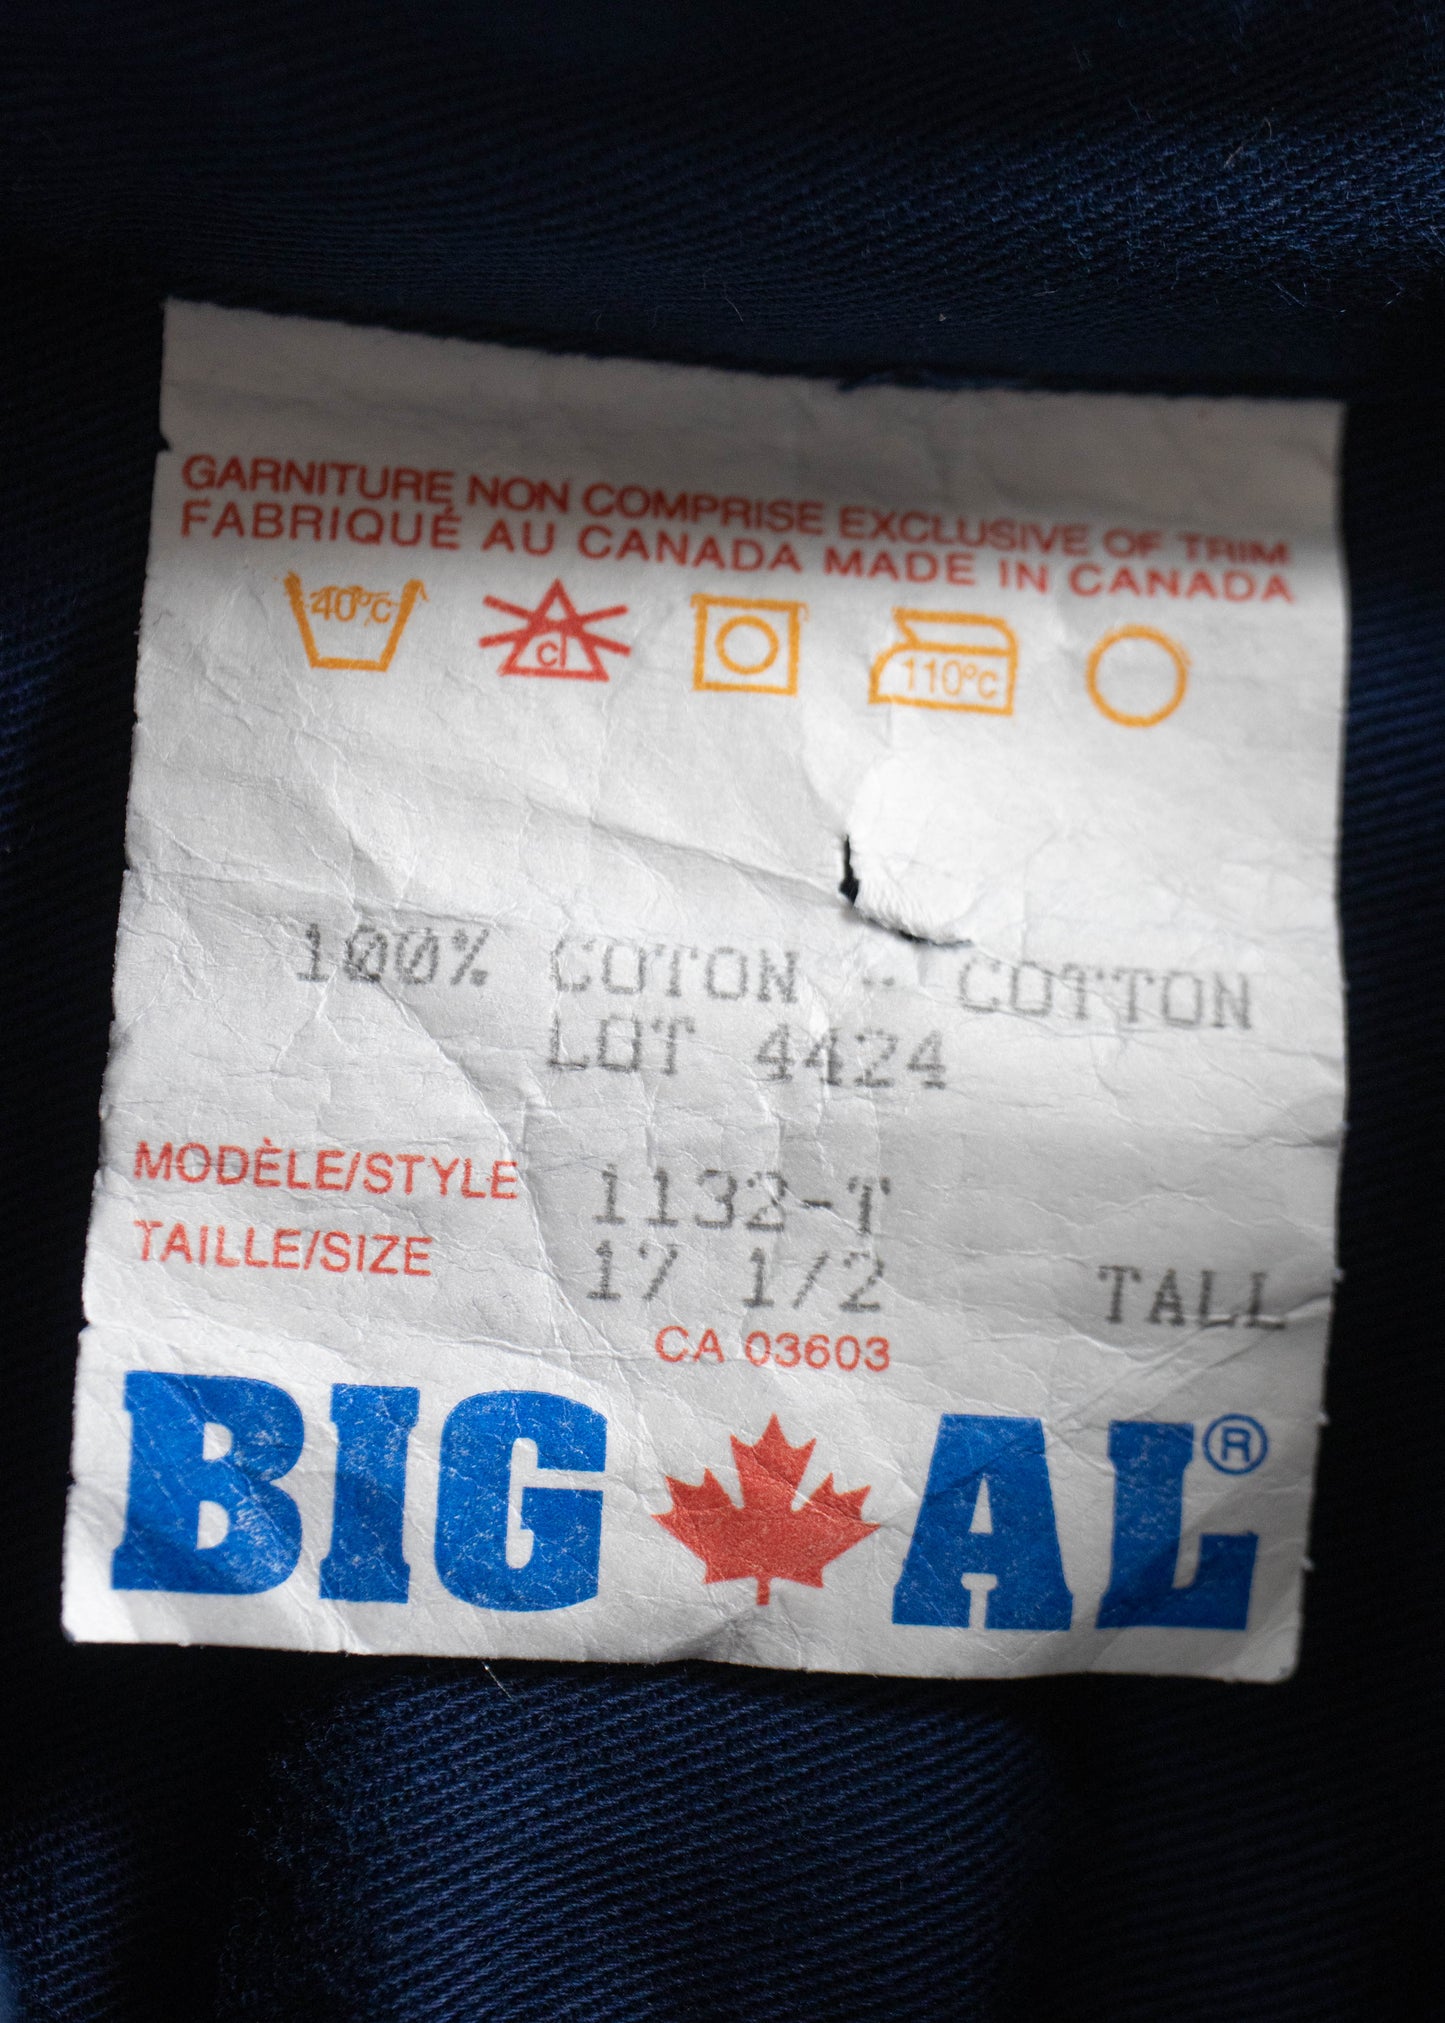 GARNITURE NON COMPRISE EXCLUSIVE OF TRIM
FABRIQUÉ AU CANADA MADE IN CANADA
40°C cl 110°C
100% COTON - COTTON
LOT 4424
MODÈLE/STYLE 1132-T
TAILLE/SIZE 17 1/2 TALL
CA 03603
BIG AL®